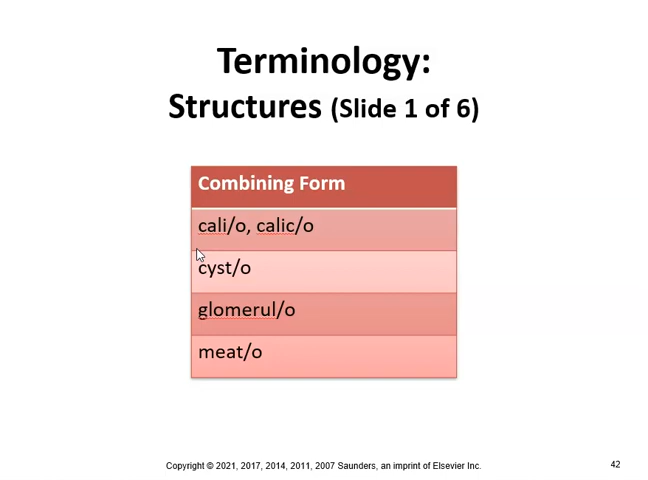 Terminology:
Structures (Slide 1 of 6)
Combining Form
cali/o, calic/o
cyst/o
glomerul/o
meat/o
Copyright © 2021, 2017, 2014, 2011, 2007 Saunders, an imprint of Elsevier Inc.
42